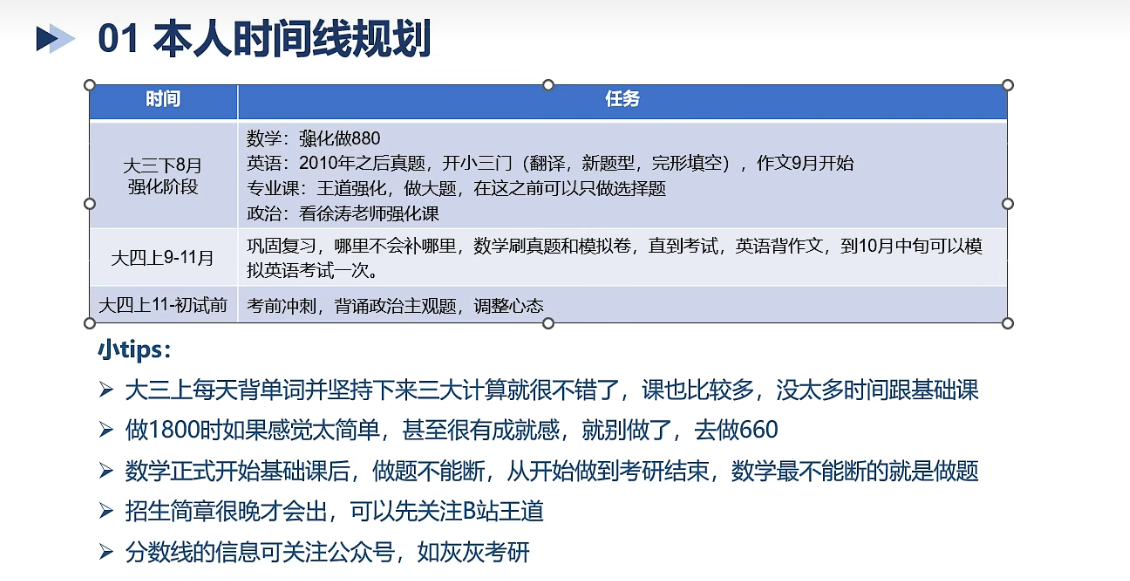 01 本人时间线规划
时间 任务
大三下8月
强化阶段
数学：强化做880
英语：2010年之后真题，开小三门（翻译，新题型，完形填空），作文9月开始
专业课：王道强化，做大题，在这之前可以只做选择题
政治：看徐涛老师强化课
大四上9-11月
巩固复习，哪里不会补哪里，数学刷真题和模拟卷，直到考试，英语背作文，到10月中旬可以模
拟英语考试一次。
大四上11-初试前
考前冲刺，背诵政治主观题，调整心态
小tips：
大三上每天背单词并坚持下来三大计算就很不错了，课也比较多，没太多时间跟基础课
做1800时如果感觉太简单，甚至很有成就感，就别做了，去做660
数学正式开始基础课后，做题不能断，从开始做到考研结束，数学最不能断的就是做题
招生简章很晚才会出，可以先关注B站王道
分数线的信息可关注公众号，如灰灰考研